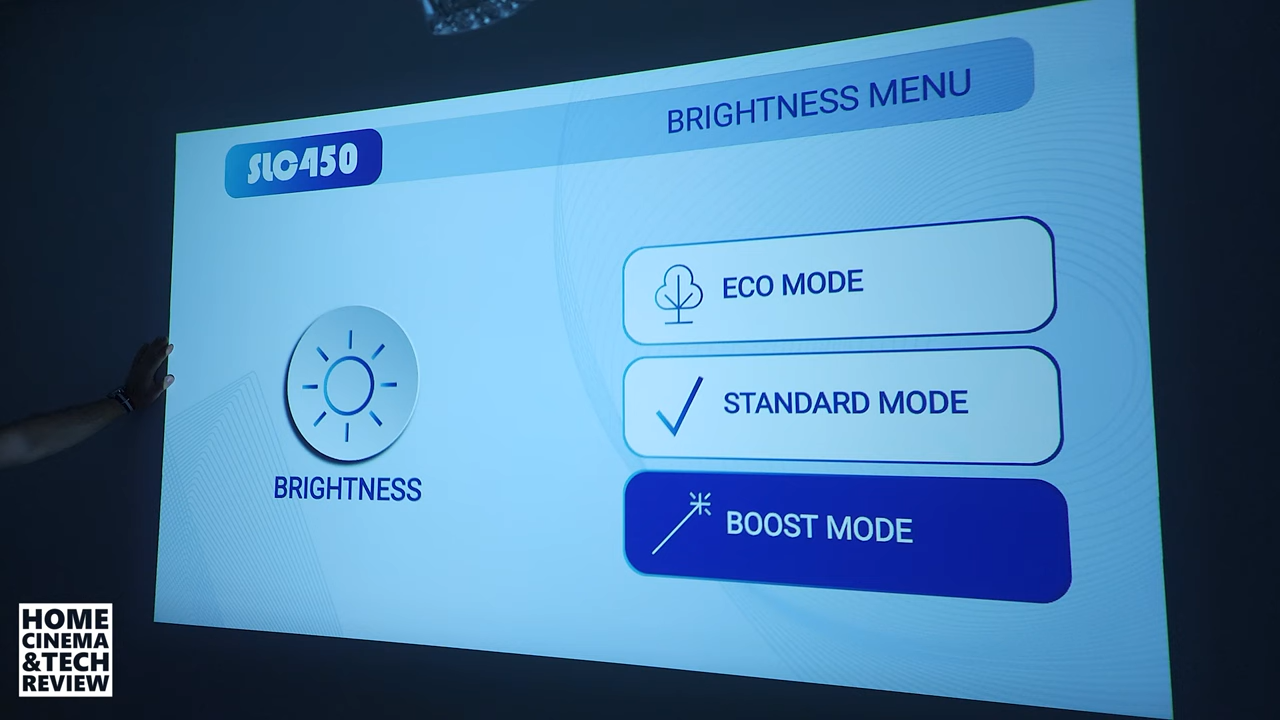 BRIGHTNESS MENU
SLC450
ECO MODE
STANDARD MODE
BRIGHTNESS
BOOST MODE
HOME
CINEMA
&TECH
REVIEW